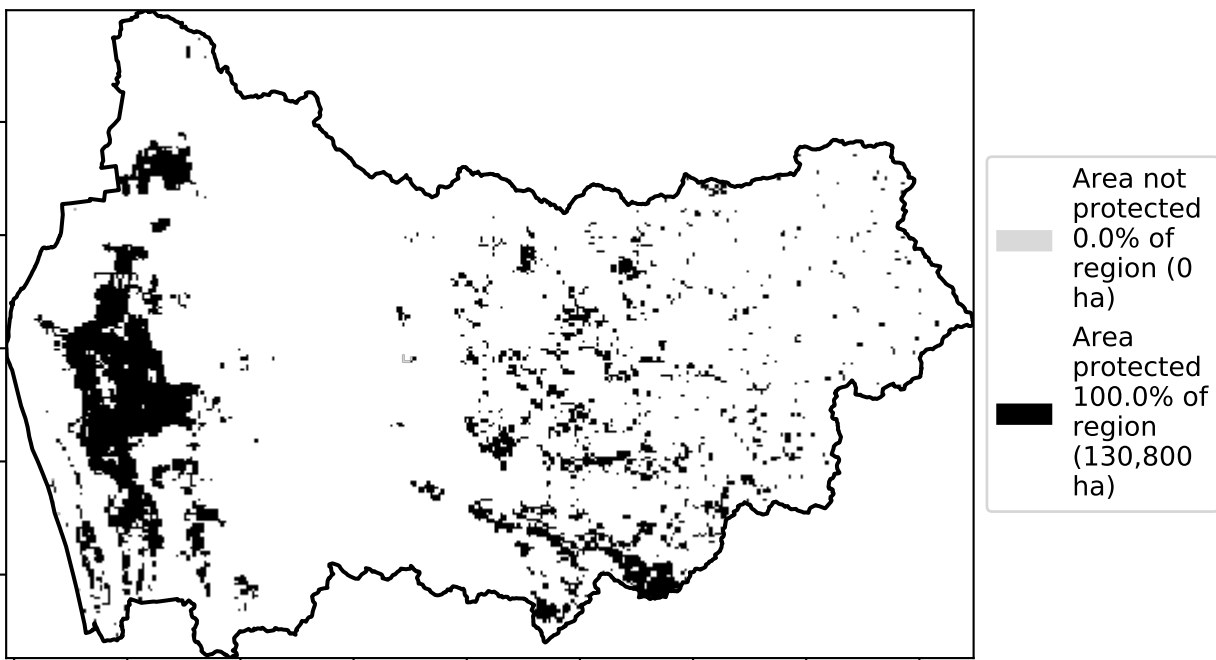 Area not
protected
0.0% of
region (0
ha)
Area
protected
100.0% of
region
(130,800
ha)